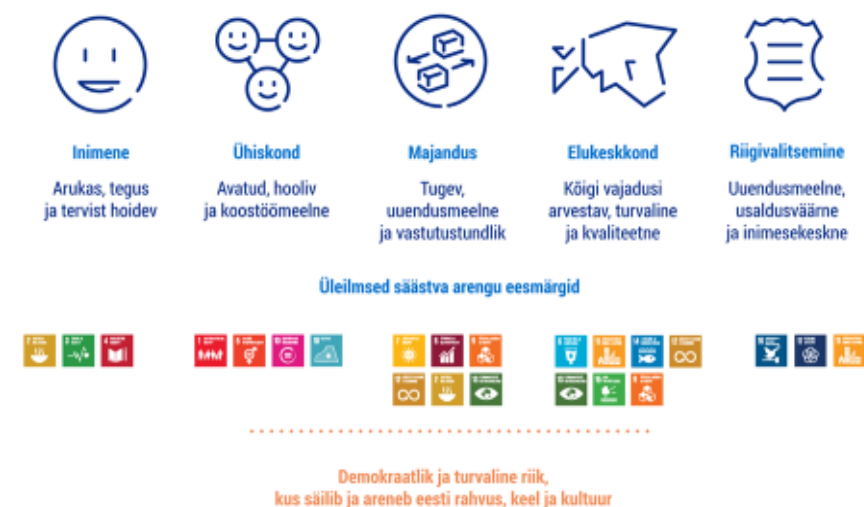 Inimene
Arukas, tegus
ja tervist hoidev
Ühiskond
Avatud, hooliv
ja koostöömeelne
Majandus
Tugev,
uuendusmeelne
ja vastutustundlik
Elukeskkond
Kõigi vajadusi
arvestav, turvaline
ja kvaliteetne
Riigivalitsemine
Uuendusmeelne,
usaldusväärne
ja inimesekeskne
Üleilmsed säästva arengu eesmärgid
Demokraatlik ja turvaline riik,
kus säilib ja areneb eesti rahvus, keel ja kultuur